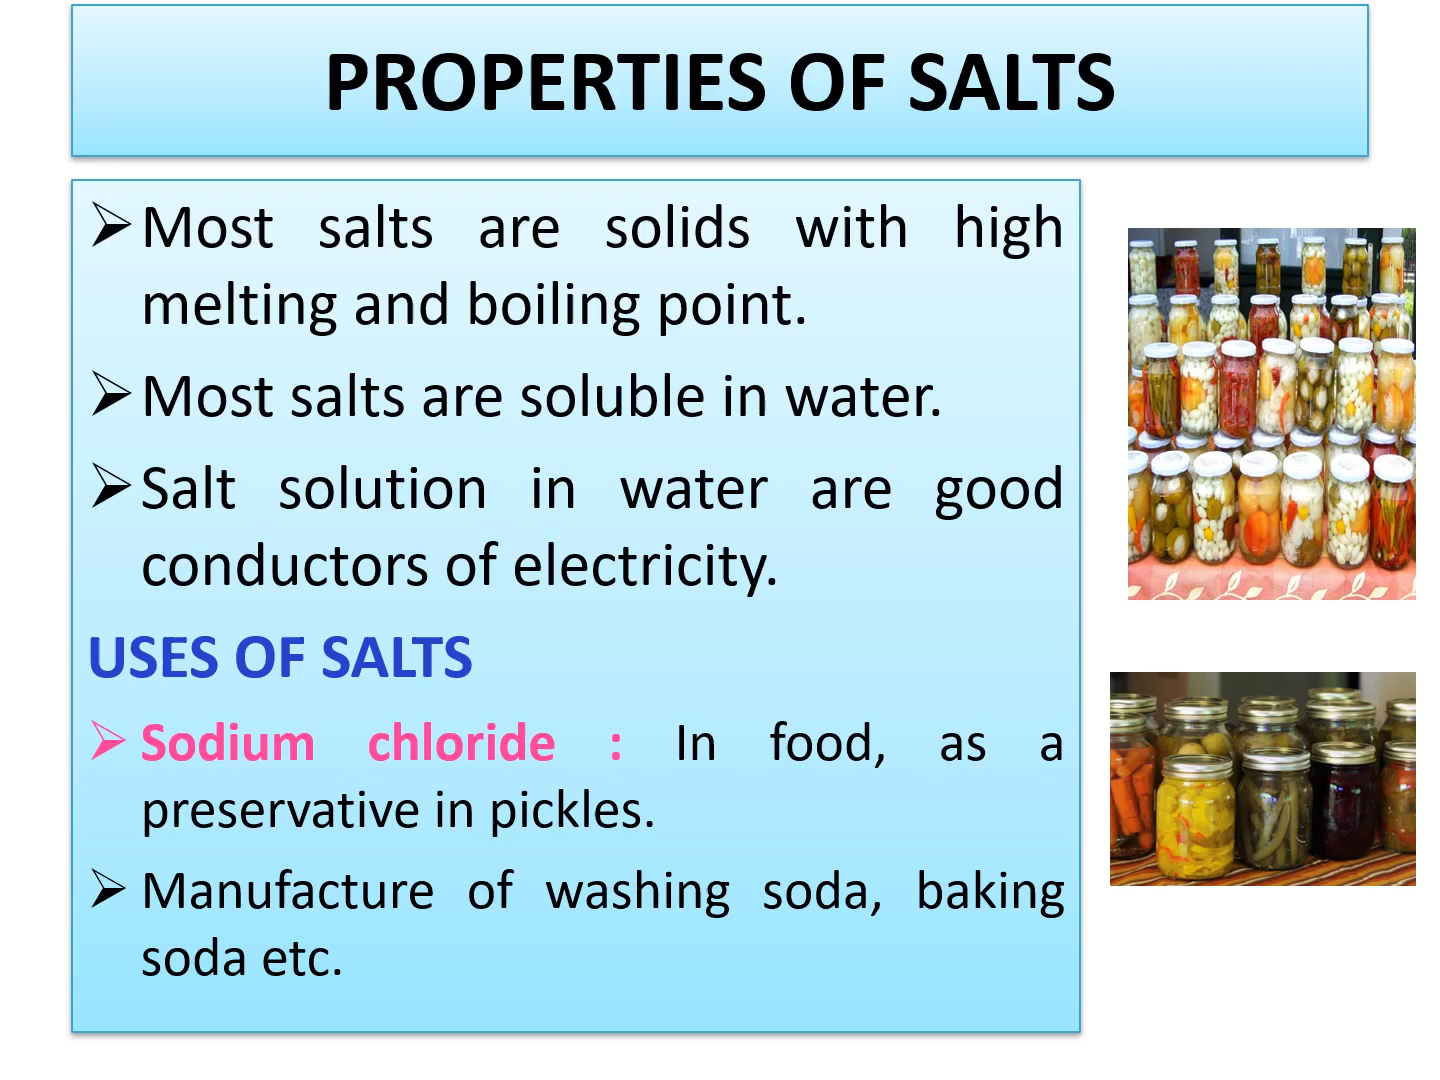 PROPERTIES OF SALTS
➢Most salts are solids with high
melting and boiling point.
➢Most salts are soluble in water.
➢Salt solution in water are good
conductors of electricity.
USES OF SALTS
➢Sodium chloride : In food, as a
preservative in pickles.
➢Manufacture of washing soda, baking
soda etc.